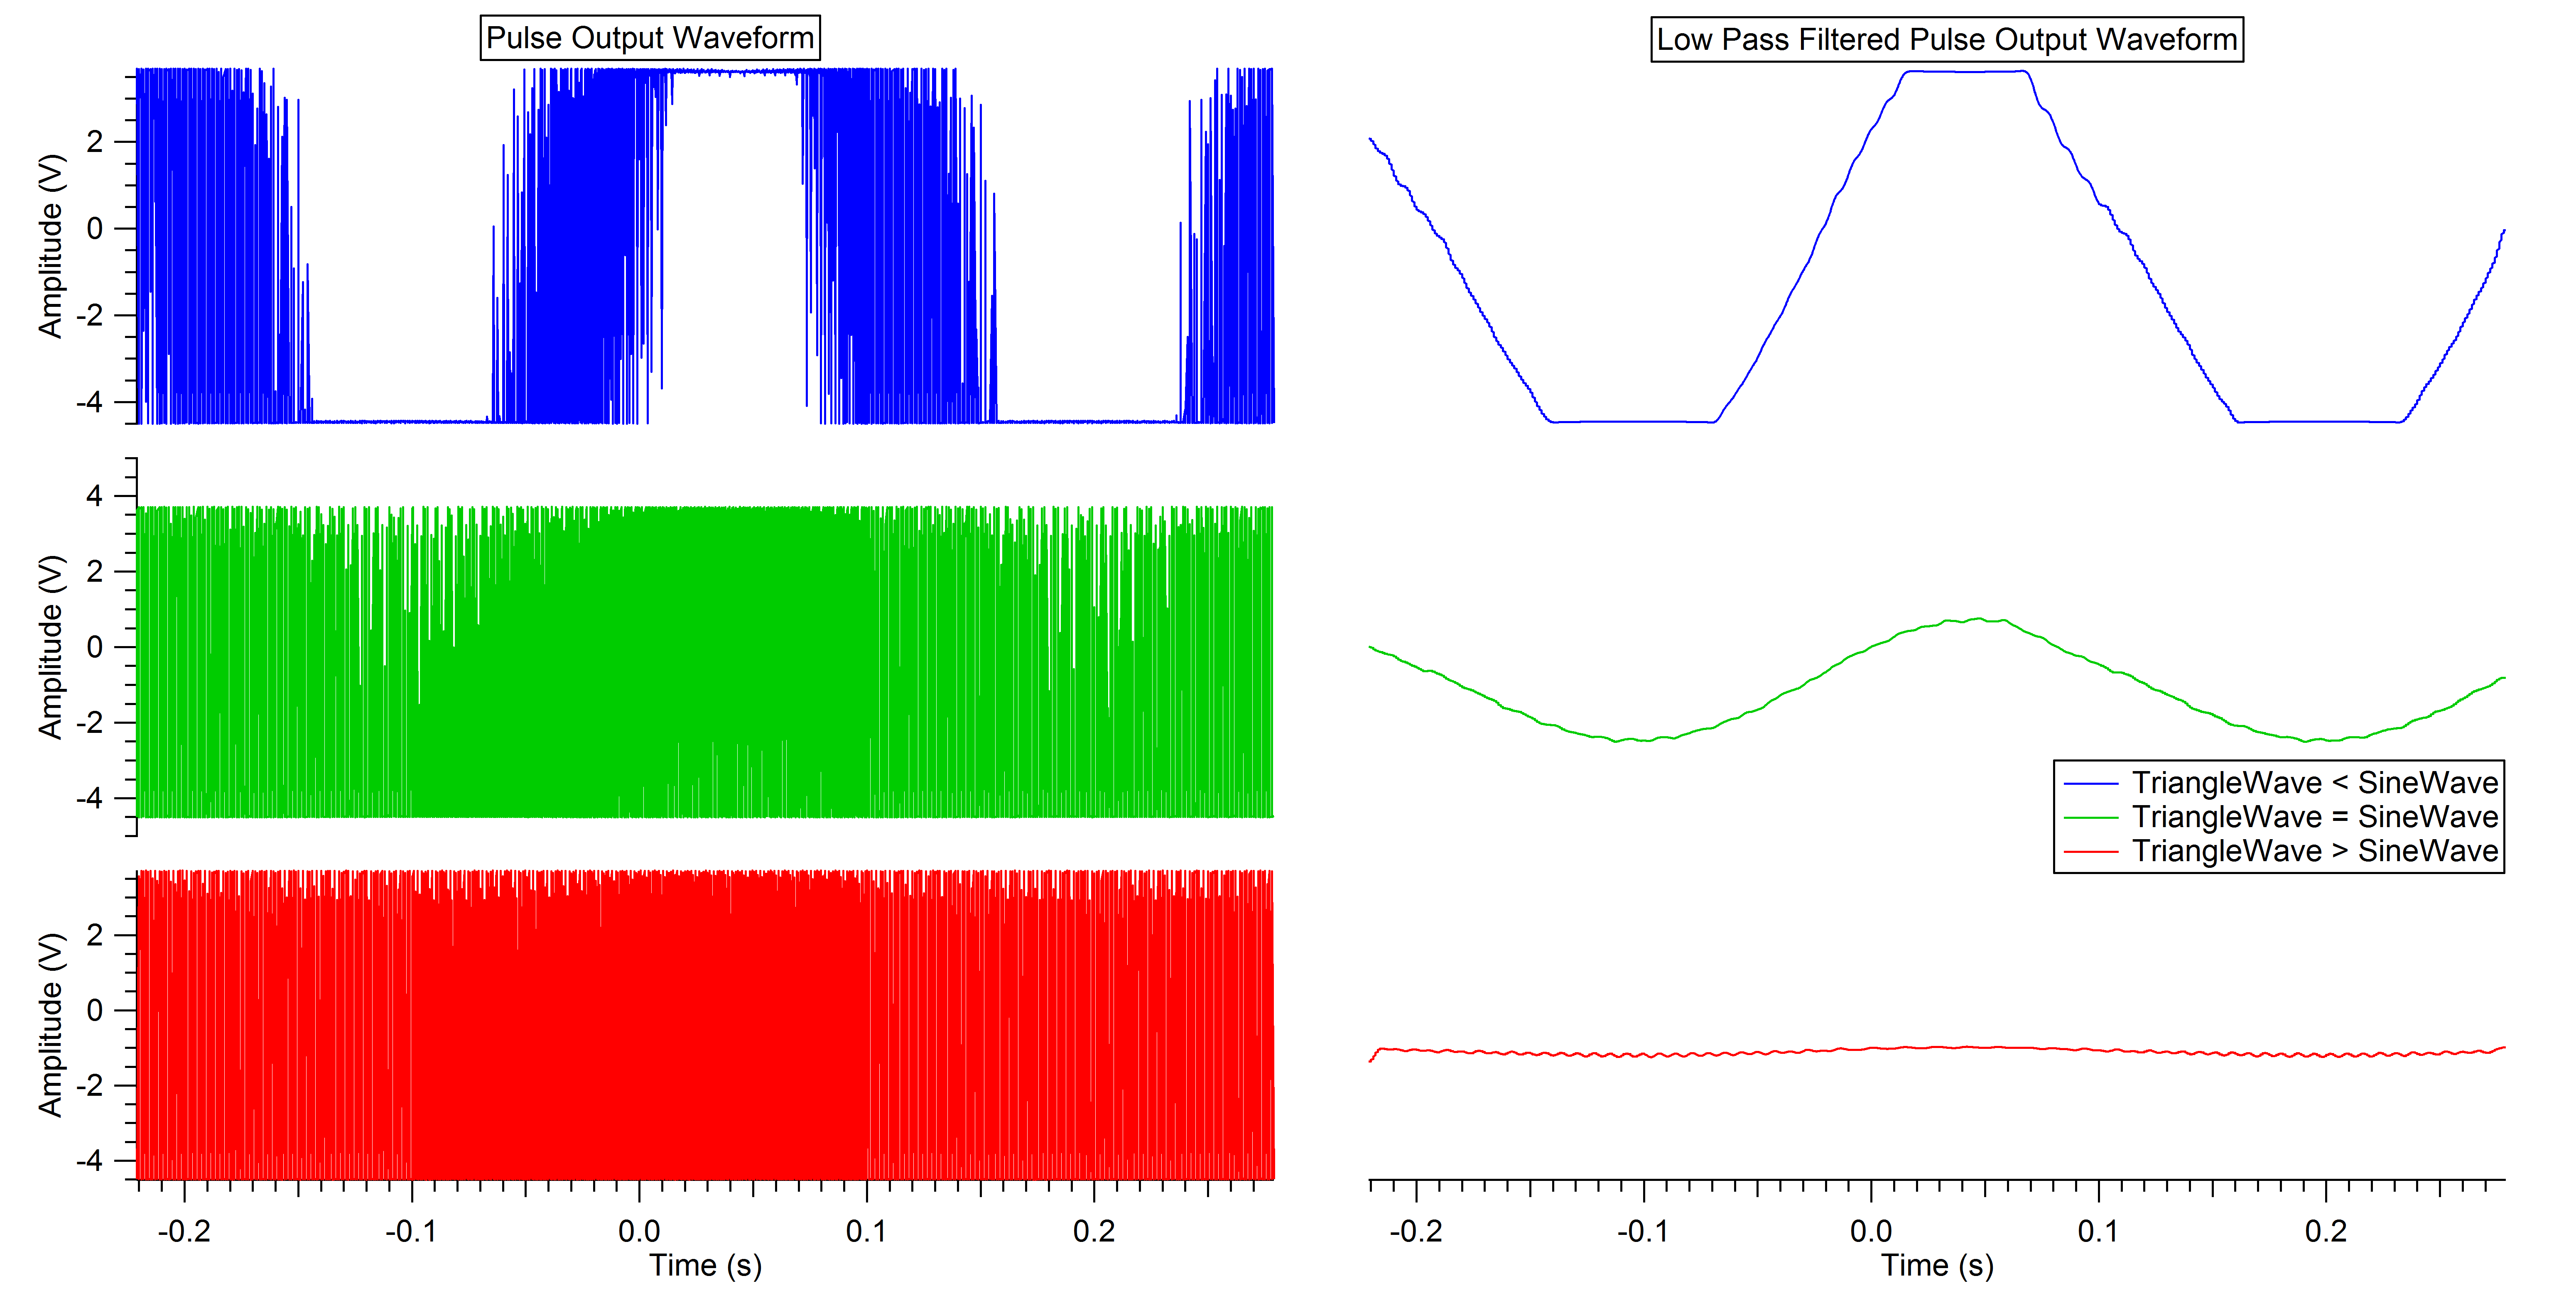 Pulse Output Waveform
Low Pass Filtered Pulse Output Waveform
Amplitude (V)
2
0
-2
-4
Amplitude (V)
4
2
0
-2
-4
Amplitude (V)
2
0
-2
-4
TriangleWave < SineWave
TriangleWave = SineWave
TriangleWave > SineWave
-0.2 -0.1 0.0 0.1 0.2
Time (s)
-0.2 -0.1 0.0 0.1 0.2
Time (s)